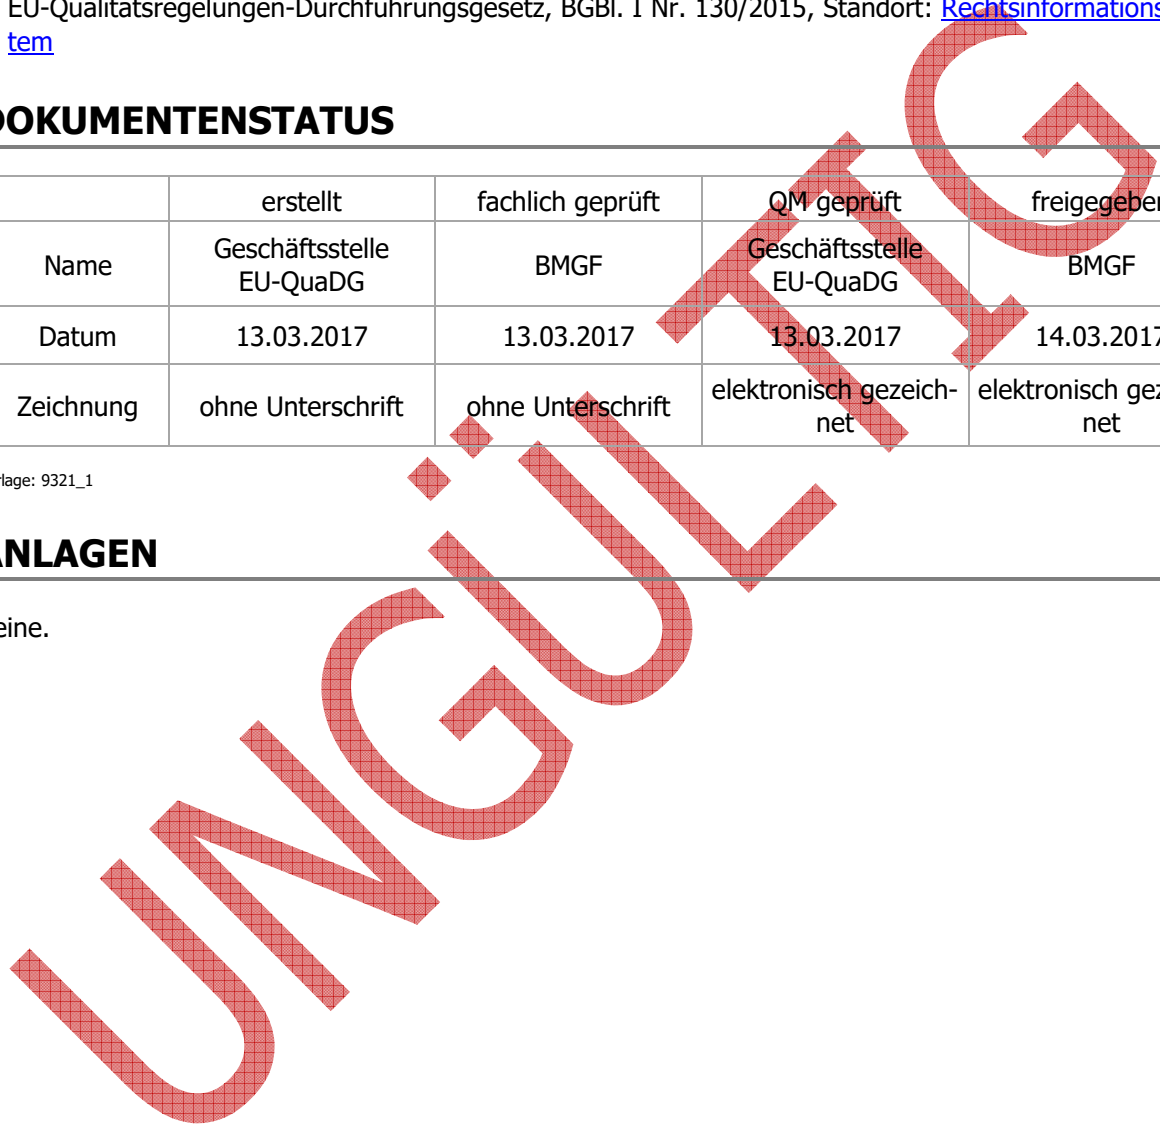 EU-Qualitätsregelungen-Durchführungsgesetz, BGBl. I Nr. 130/2015, Standort: Rechtsinformations
tem
DOKUMENTENSTATUS
erstellt fachlich geprüft QM geprüft freigegeben
Name Geschäftsstelle EU-QuaDG BMGF Geschäftsstelle EU-QuaDG BMGF
Datum 13.03.2017 13.03.2017 13.03.2017 14.03.2017
Zeichnung ohne Unterschrift ohne Unterschrift elektronisch gezeich- net elektronisch gez net
rlage: 9321_1
ANLAGEN
eine.
UNGÜLTIG